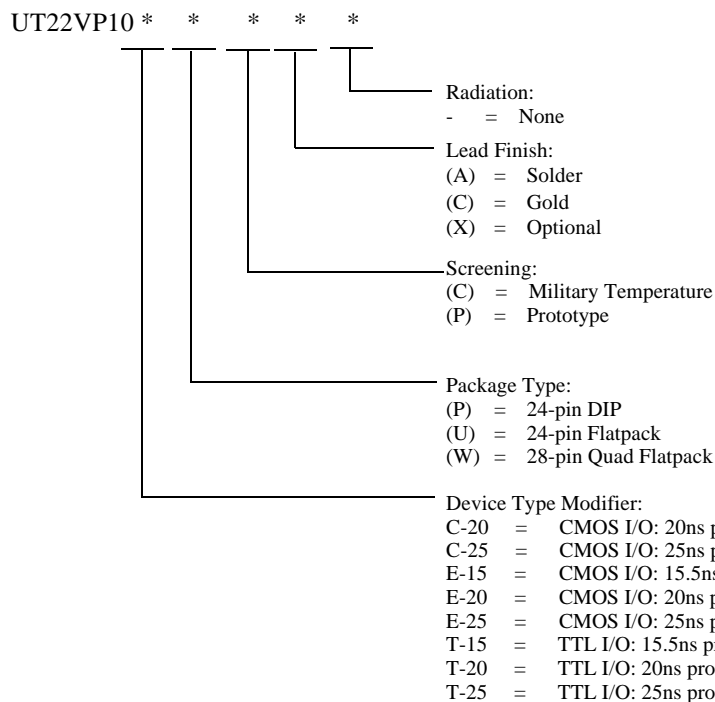 UT22VP10 * * * * *
Radiation:
- = None
Lead Finish:
(A) = Solder
(C) = Gold
(X) = Optional
Screening:
(C) = Military Temperature
(P) = Prototype
Package Type:
(P) = 24-pin DIP
(U) = 24-pin Flatpack
(W) = 28-pin Quad Flatpack
Device Type Modifier:
C-20 = CMOS I/O: 20ns
C-25 = CMOS I/O: 25ns
E-15 = CMOS I/O: 15.5ns
E-20 = CMOS I/O: 20ns
E-25 = CMOS I/O: 25ns
T-15 = TTL I/O: 15.5ns
T-20 = TTL I/O: 20ns
T-25 = TTL I/O: 25ns